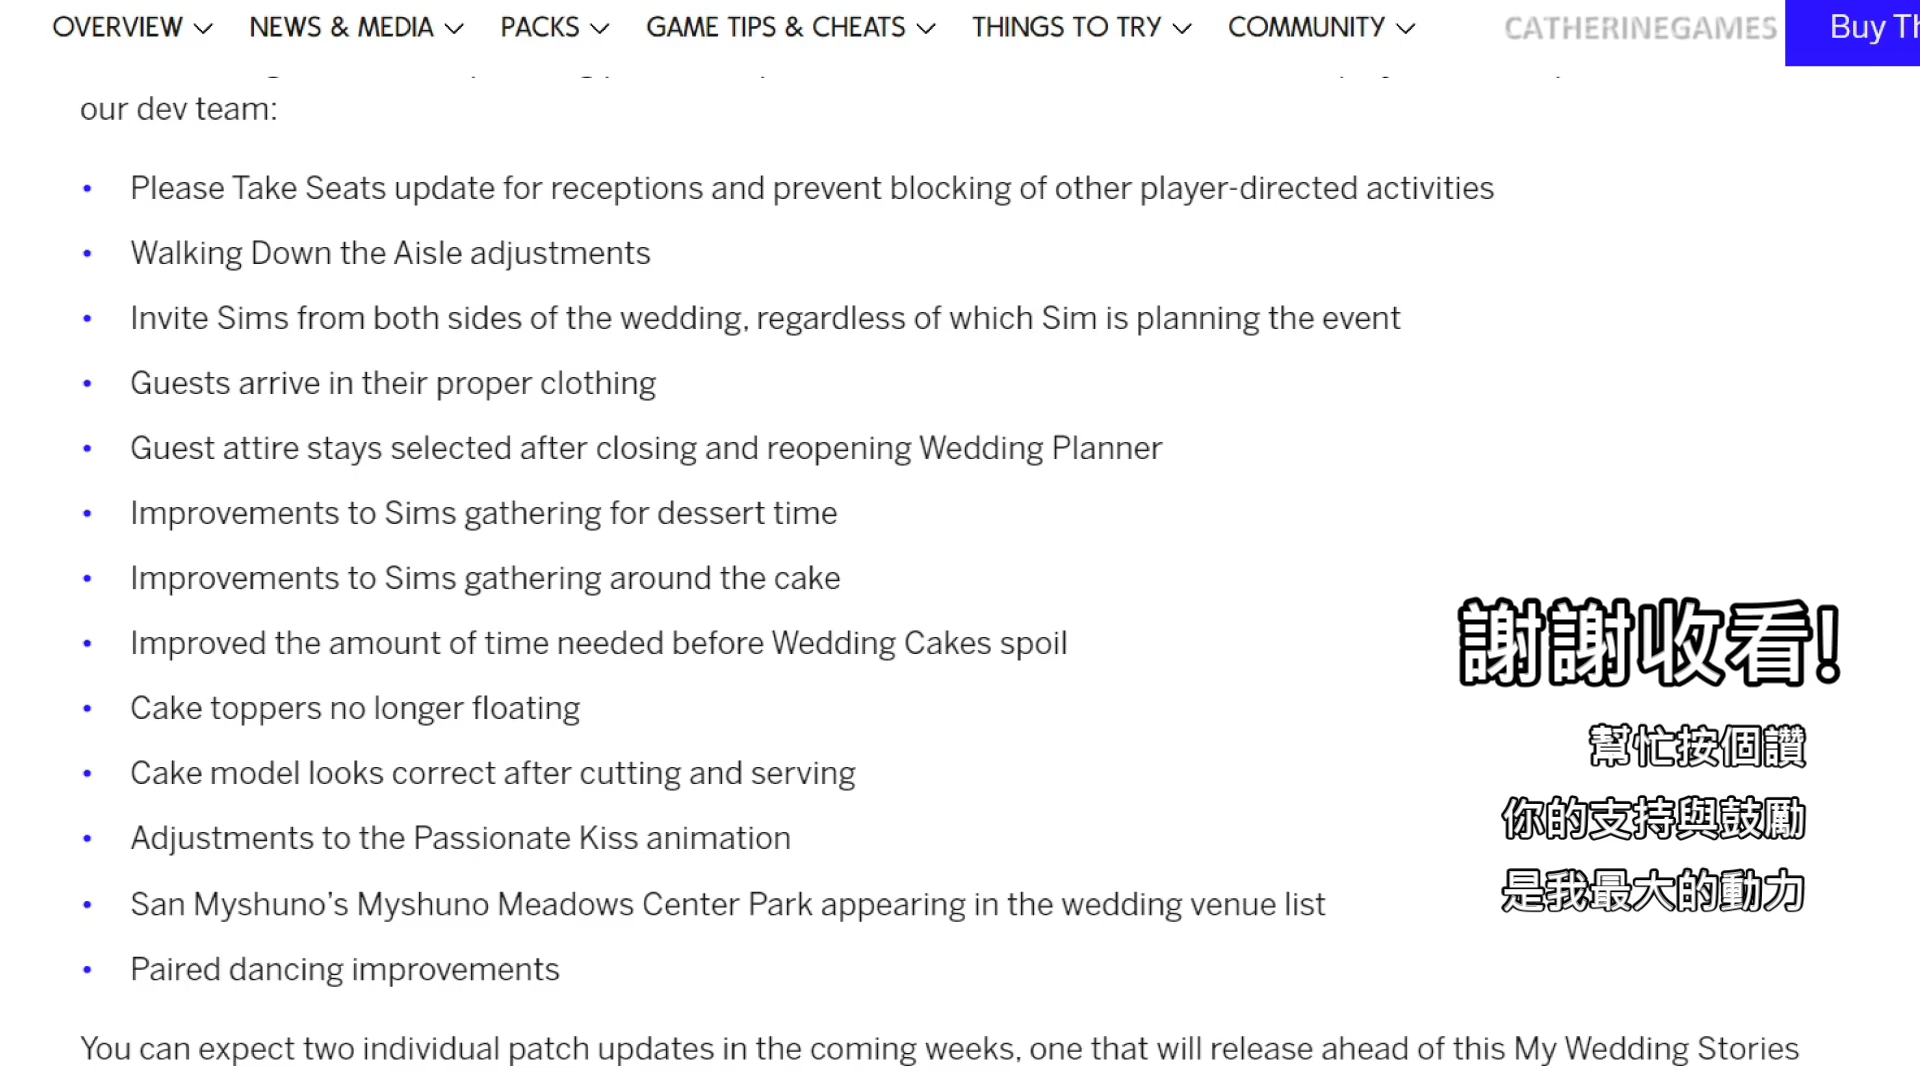 OVERVIEW NEWS & MEDIA PACKS GAME TIPS & CHEATS THINGS TO TRY COMMUNITY CATHERINEGAMES Buy
our dev team:
• Please Take Seats update for receptions and prevent blocking of other player-directed activities
• Walking Down the Aisle adjustments
• Invite Sims from both sides of the wedding, regardless of which Sim is planning the event
• Guests arrive in their proper clothing
• Guest attire stays selected after closing and reopening Wedding Planner
• Improvements to Sims gathering for dessert time
• Improvements to Sims gathering around the cake
• Improved the amount of time needed before Wedding Cakes spoil
• Cake toppers no longer floating
• Cake model looks correct after cutting and serving
• Adjustments to the Passionate Kiss animation
• San Myshuno’s Myshuno Meadows Center Park appearing in the wedding venue list
• Paired dancing improvements
You can expect two individual patch updates in the coming weeks, one that will release ahead of this My Wedding Stories
謝謝收看!
幫忙按個讚
你的支持與鼓勵
是我最大的動力